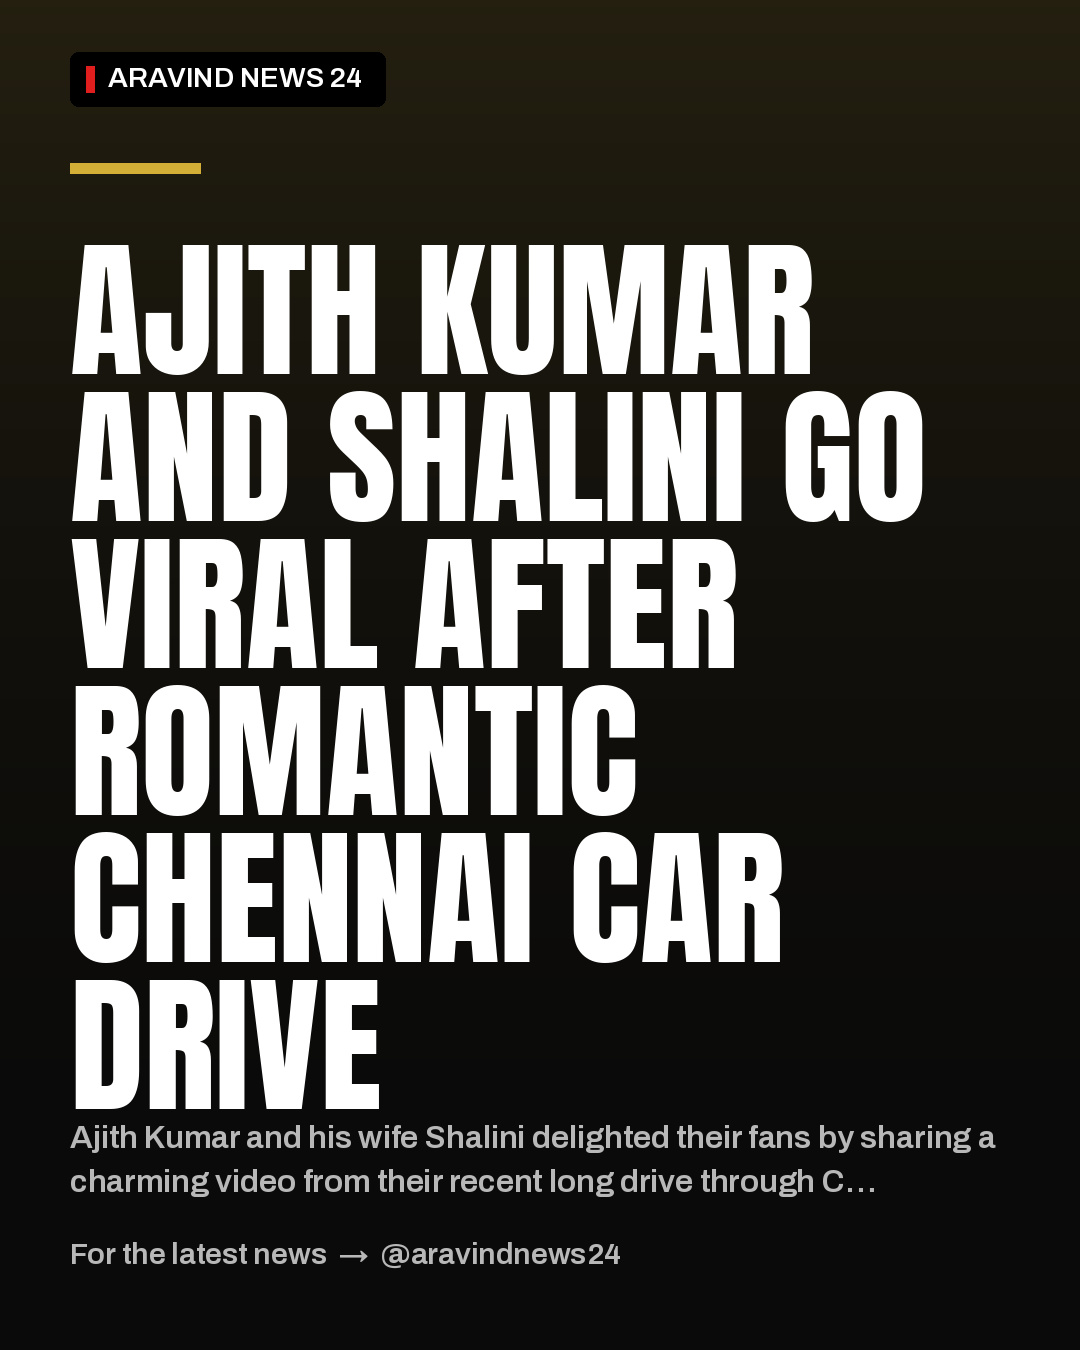 ARAVIND NEWS 24
AJITH KUMAR
AND SHALINI GO
VIRAL AFTER
ROMANTIC
CHENNAI CAR
DRIVE
Ajith Kumar and his wife Shalini delighted their fans by sharing a
charming video from their recent long drive through C...
For the latest news → @aravindnews24